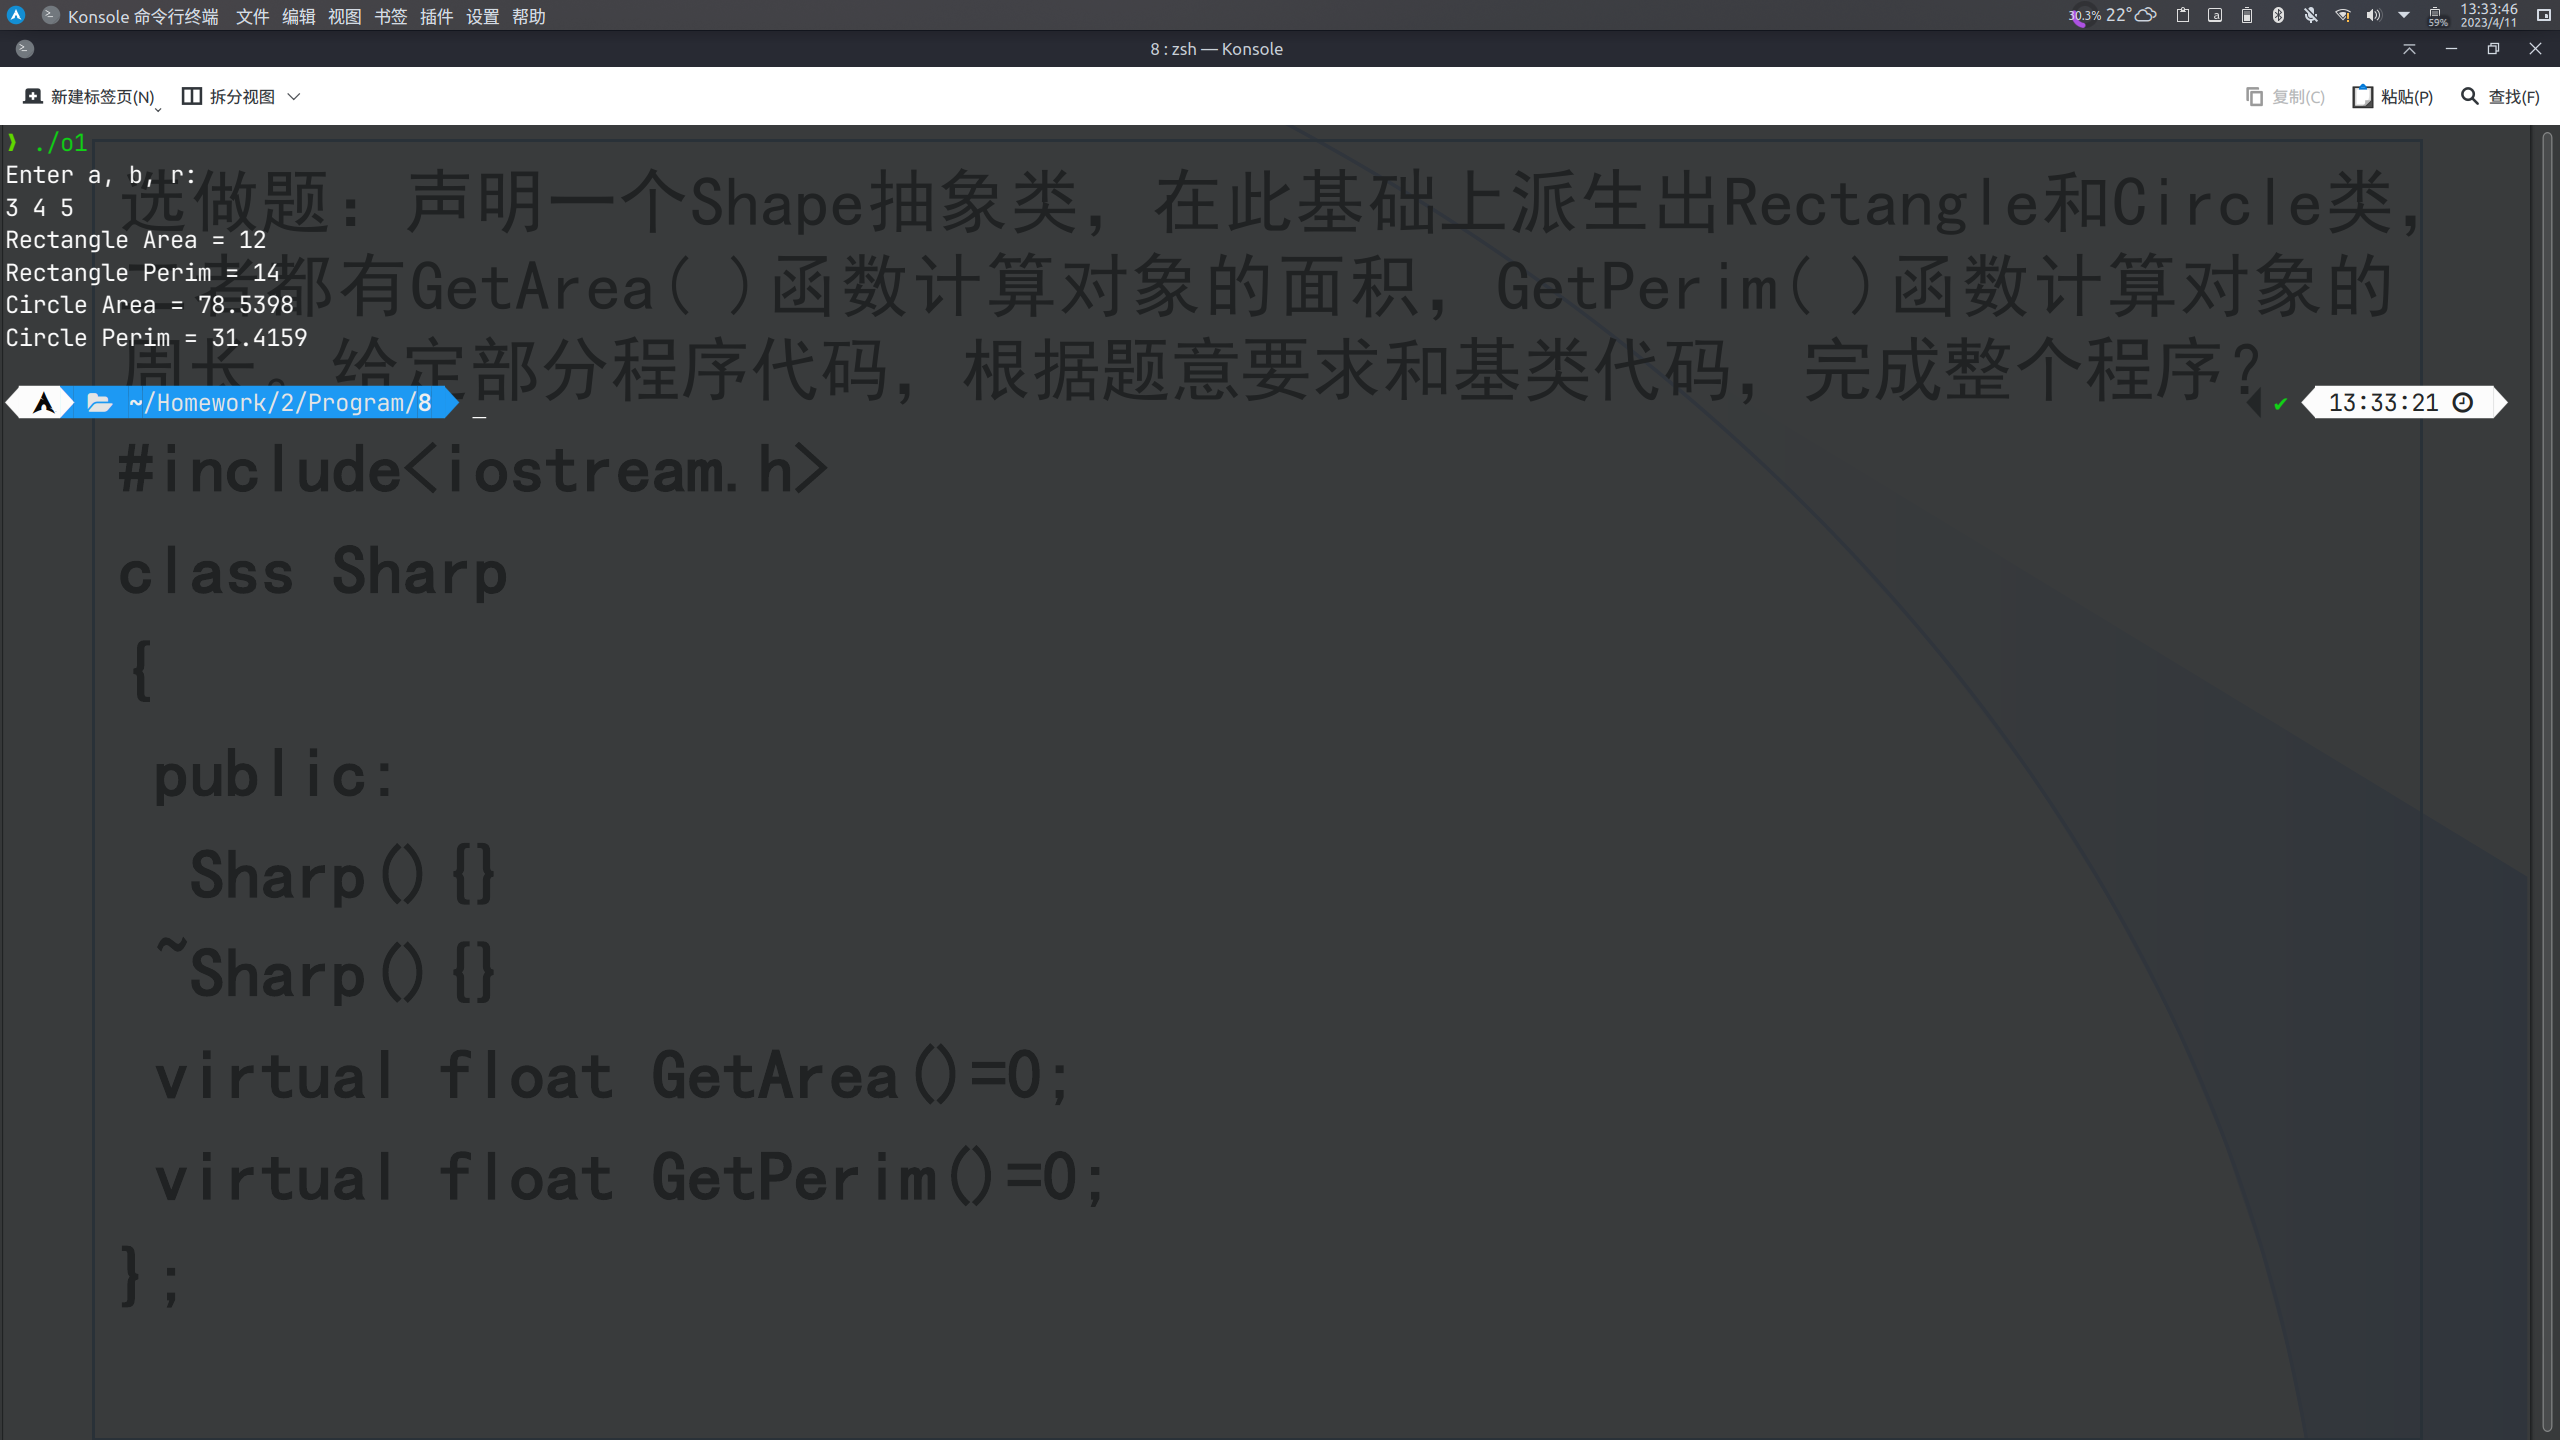 Konsole 命令行终端 文件 编辑 视图 书签 插件 设置 帮助
30.3% 22° 59% 13:33:46
2023/4/11
8 : zsh — Konsole
新建标签页(N) 拆分视图 复制(C) 粘贴(P) 查找(F)
❱ ./o1
Enter a, b, r:
3 4 5
Rectangle Area = 12
Rectangle Perim = 14
Circle Area = 78.5398
Circle Perim = 31.4159
~/Homework/2/Program/8 ✔ 13:33:21
选做题：声明一个Shape抽象类，在此基础上派生出Rectangle和Circle类，
二者都有GetArea( )函数计算对象的面积，GetPerim( )函数计算对象的
周长。给定部分程序代码，根据题意要求和基类代码，完成整个程序？
#include<iostream.h>
class Sharp
{
public:
Sharp(){}
~Sharp(){}
virtual float GetArea()=0;
virtual float GetPerim()=0;
};